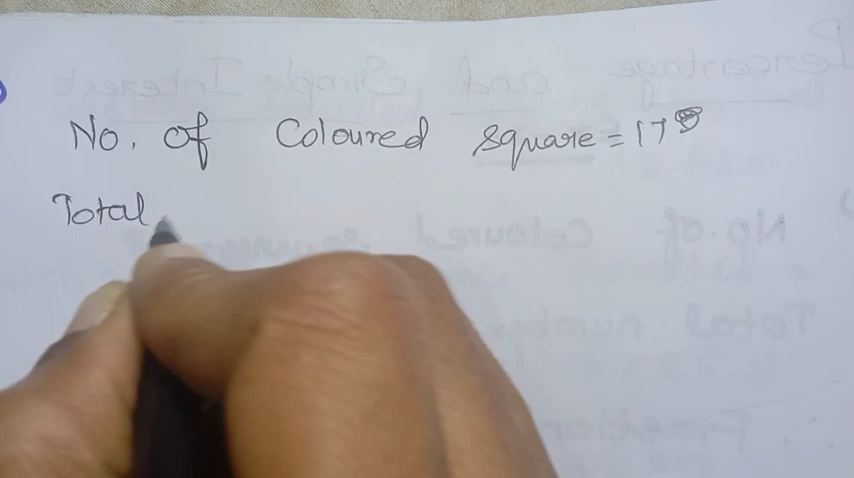 No. of Coloured square = 17
Total